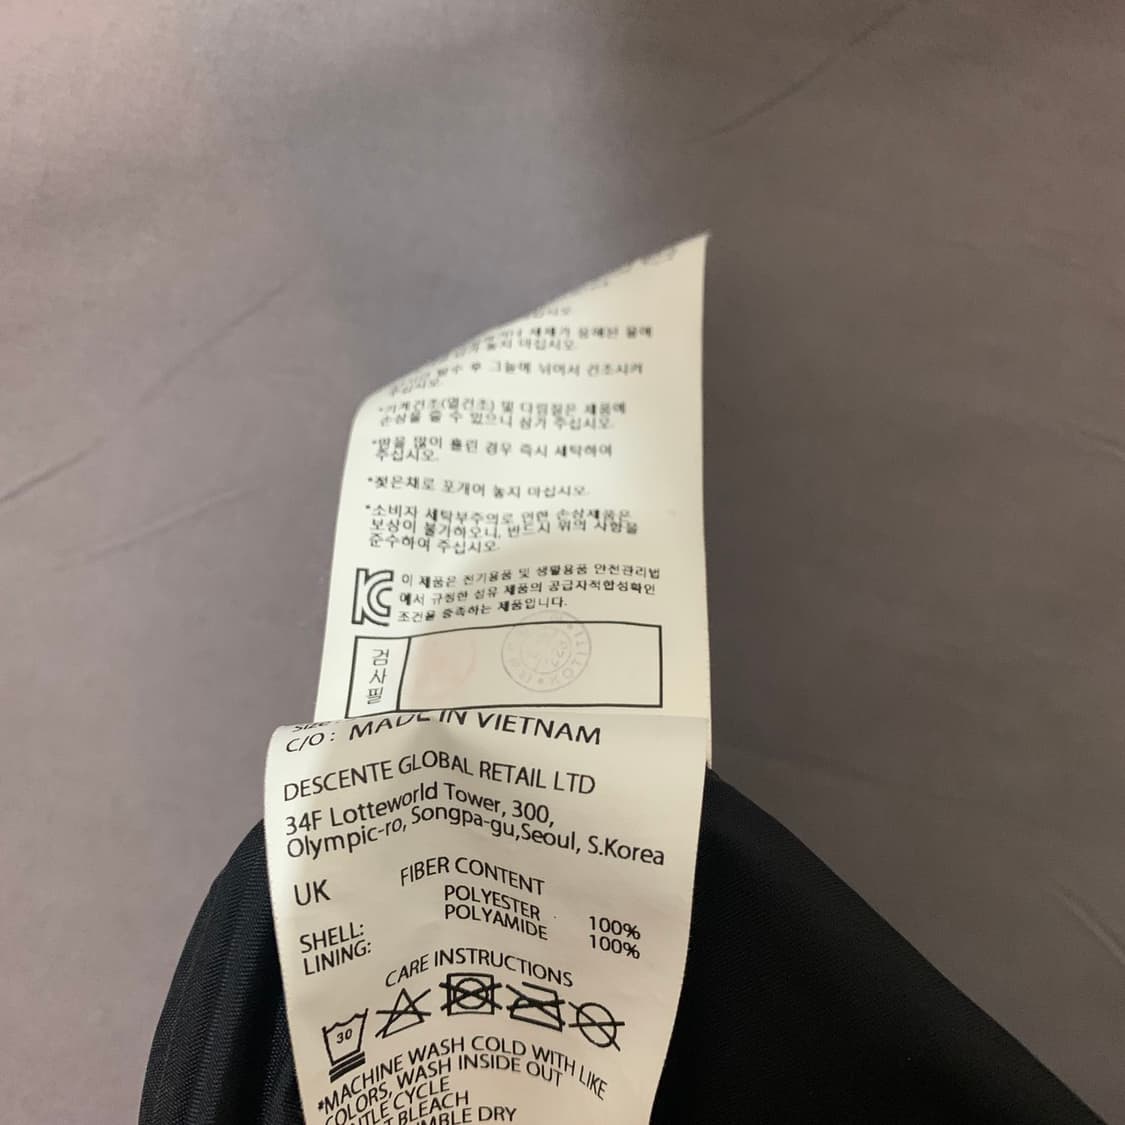 세제가 용해된 물에
놓지 마십시오.
탈수 후 그늘에 뉘어서 건조시켜
주십시오.
*기계건조(열건조) 및 다림질은 제품에
손상을 줄 수 있으니 삼가 주십시오.
*땀을 많이 흘린 경우 즉시 세탁하여
주십시오.
*젖은채로 포개어 놓지 마십시오.
*소비자 세탁부주의로 인한 손상제품은
보상이 불가하오니, 반드시 위의 사항을
준수하여 주십시오.
이 제품은 전기용품 및 생활용품 안전관리법
에서 규정한 섬유 제품의 공급자적합성확인
조건을 충족하는 제품입니다.
검사필
KOTITI
C/O : MADE IN VIETNAM
DESCENTE GLOBAL RETAIL LTD
34F Lotteworld Tower, 300,
Olympic-ro, Songpa-gu,Seoul, S.Korea
UK FIBER CONTENT
SHELL: POLYESTER 100%
LINING: POLYAMIDE 100%
CARE INSTRUCTIONS
30
*MACHINE WASH COLD WITH LIKE
COLORS, WASH INSIDE OUT
CYCLE
BLEACH
DRY